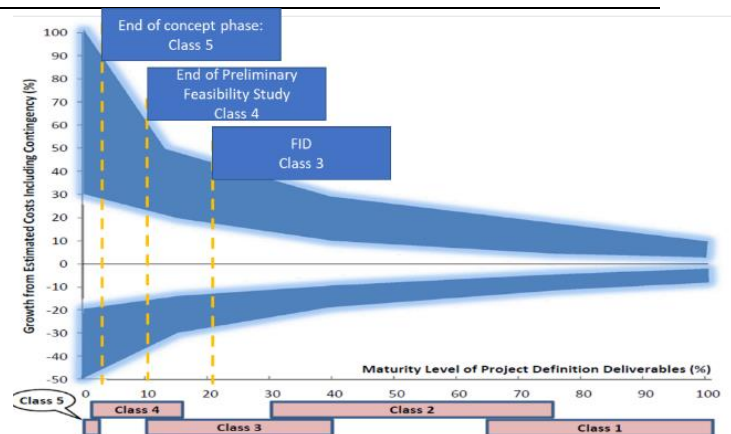 End of concept phase:
Class 5
End of Preliminary
Feasibility Study
Class 4
FID
Class 3
Growth from Estimated Costs Including Contingency (%)
100
90
80
70
60
50
40
30
20
10
0
-10
-20
-30
-40
-50
Maturity Level of Project Definition Deliverables (%)
0 10 20 30 40 50 60 70 80 90 100
Class 5
Class 4
Class 2
Class 3
Class 1